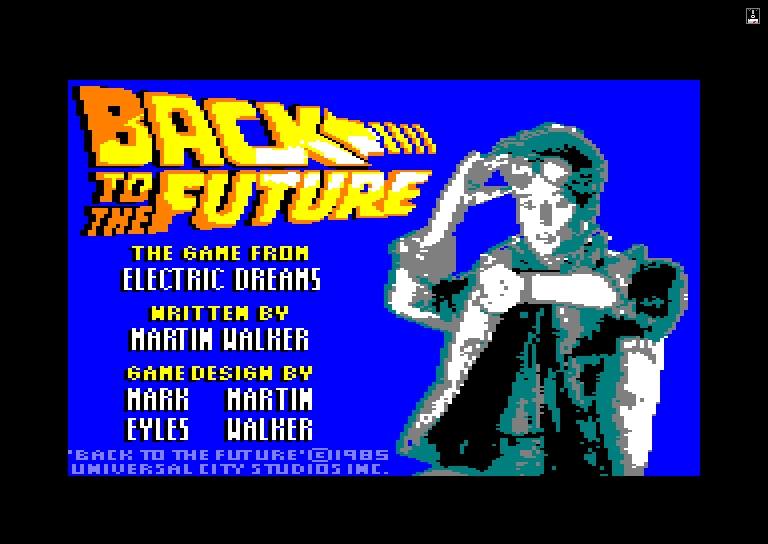 BACK
TO THE FUTURE
THE GAME FROM
ELECTRIC DREAMS
WRITTEN BY
MARTIN WALKER
GAME DESIGN BY
MARK MARTIN
EYLES WALKER
"BACK TO THE FUTURE"©1985
UNIVERSAL CITY STUDIOS INC.